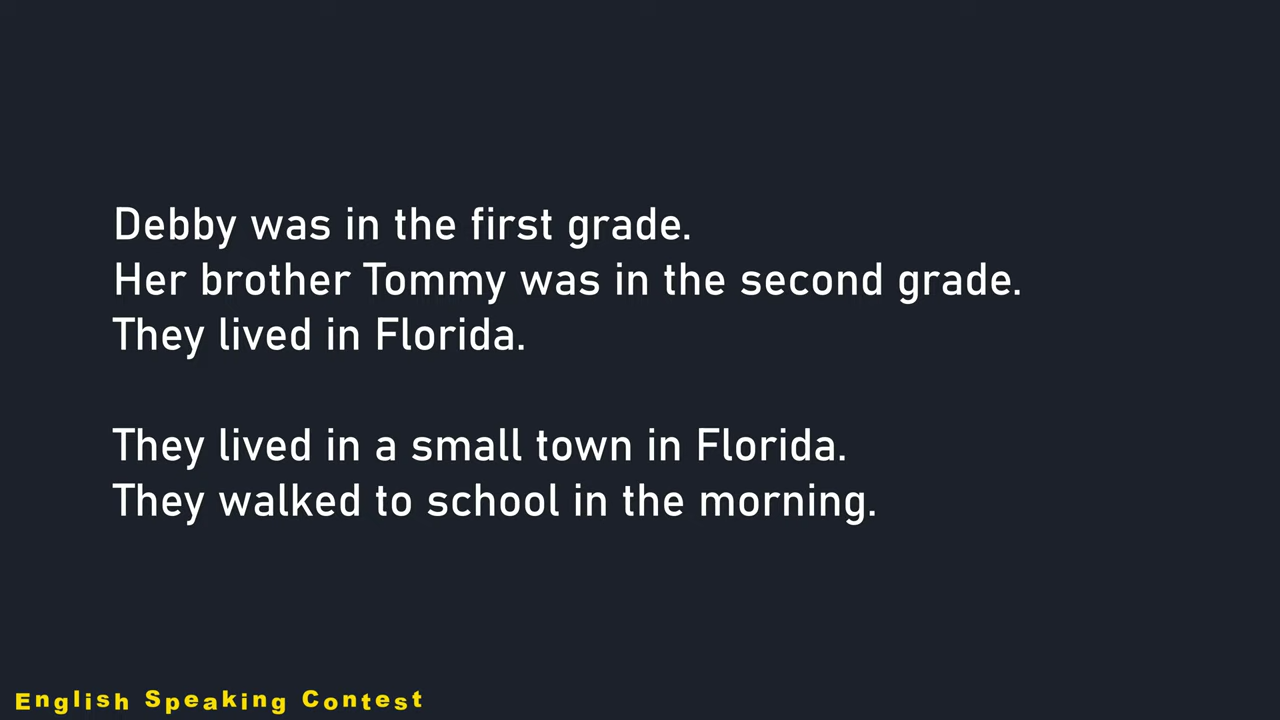 Debby was in the first grade.
Her brother Tommy was in the second grade.
They lived in Florida.
They lived in a small town in Florida.
They walked to school in the morning.
English Speaking Contest